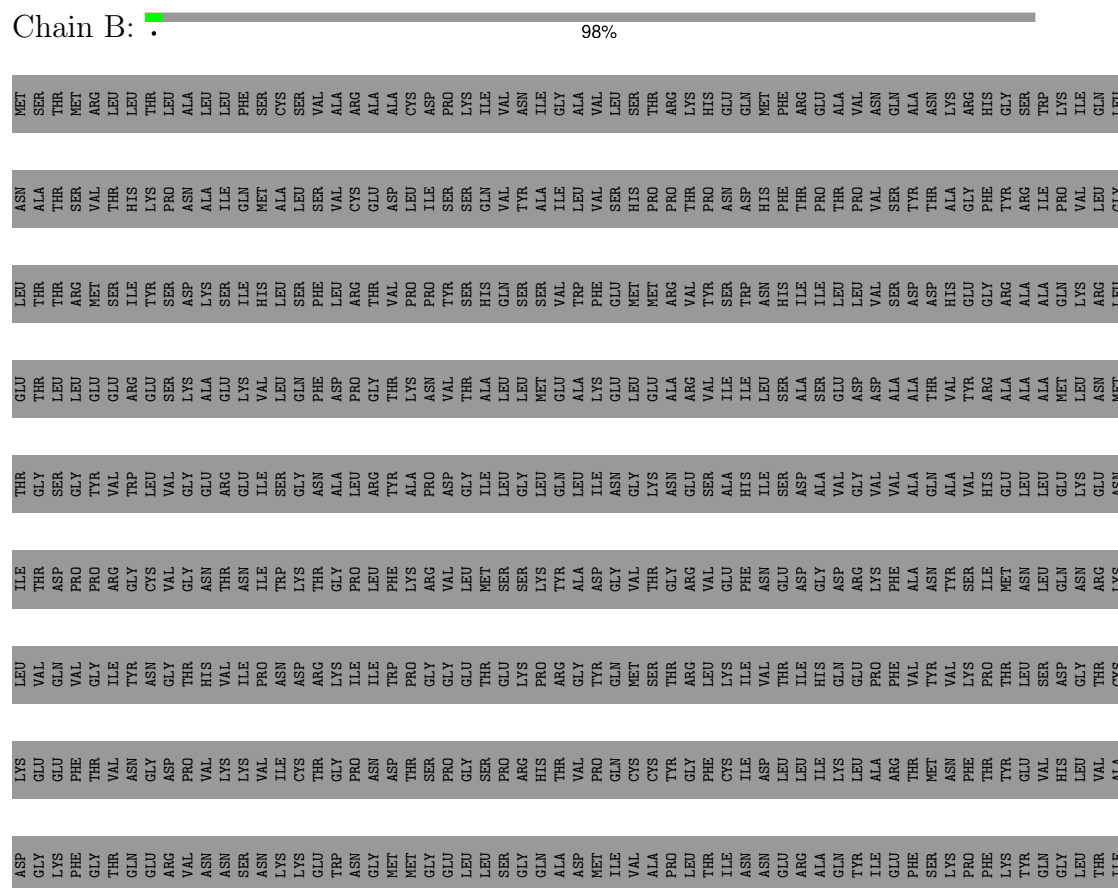 Chain B: .
98%
MET SER THR MET ARG LEU LEU THR LEU ALA LEU LEU PHE SER CYS SER VAL ALA ARG ALA ALA CYS ASP PRO LYS ILE VAL ASN ILE GLY ALA VAL LEU SER THR ARG LYS HIS GLU GLN MET PHE ARG GLU ALA VAL ASN GLN ALA ASN LYS ARG HIS GLY SER TRP LYS ILE GLN LEU
ASN ALA THR SER VAL THR HIS LYS PRO ASN ALA ILE GLN MET ALA LEU SER VAL CYS GLU ASP LEU ILE SER SER GLN VAL TYR ALA ILE LEU VAL SER HIS PRO PRO THR PRO ASN ASP HIS PHE THR PRO THR PRO VAL SER TYR THR ALA GLY PHE TYR ARG ILE PRO VAL LEU GLY
LEU THR THR ARG MET SER ILE TYR SER ASP LYS SER ILE HIS LEU SER PHE LEU ARG THR VAL PRO PRO TYR SER HIS GLN SER SER VAL TRP PHE GLU MET MET ARG VAL TYR SER TRP ASN HIS ILE ILE LEU LEU VAL SER ASP ASP HIS GLU GLY ARG ALA ALA GLN LYS ARG LEU
GLU THR LEU LEU GLU GLU ARG GLU SER LYS ALA GLU LYS VAL LEU GLN PHE ASP PRO GLY THR LYS ASN VAL THR ALA LEU LEU MET GLU ALA LYS GLU LEU GLU ALA ARG VAL ILE ILE LEU SER ALA SER GLU ASP ASP ALA ALA THR VAL TYR ARG ALA ALA ALA MET LEU ASN MET
THR GLY SER GLY TYR VAL TRP LEU VAL GLY GLU ARG GLU ILE SER GLY ASN ALA LEU ARG TYR ALA PRO ASP GLY ILE LEU GLY LEU GLN LEU ILE ASN GLY LYS ASN GLU SER ALA HIS ILE SER ASP ALA VAL GLY VAL VAL ALA GLN ALA VAL HIS GLU LEU LEU GLU LYS GLU ASN
ILE THR ASP PRO PRO ARG GLY CYS VAL GLY ASN THR ASN ILE TRP LYS THR GLY PRO LEU PHE LYS ARG VAL LEU MET SER SER LYS TYR ALA ASP GLY VAL THR GLY ARG VAL GLU PHE ASN GLU ASP GLY ASP ARG LYS PHE ALA ASN TYR SER ILE MET ASN LEU GLN ASN ARG LYS
LEU VAL GLN VAL GLY ILE TYR ASN GLY THR HIS VAL ILE PRO ASN ASP ARG LYS ILE ILE TRP PRO GLY GLY GLU THR GLU LYS PRO ARG GLY TYR GLN MET SER THR ARG LEU LYS ILE VAL THR ILE HIS GLN GLU PRO PHE VAL TYR VAL LYS PRO THR LEU SER ASP GLY THR CYS
LYS GLU GLU PHE THR VAL ASN GLY ASP PRO VAL LYS LYS VAL ILE CYS THR GLY PRO ASN ASP THR SER PRO GLY SER PRO ARG HIS THR VAL PRO GLN CYS CYS TYR GLY PHE CYS ILE ASP LEU LEU ILE LYS LEU ALA ARG THR MET ASN PHE THR TYR GLU VAL HIS LEU VAL ALA
ASP GLY LYS PHE GLY THR GLN GLU ARG VAL ASN ASN SER ASN LYS LYS GLU TRP ASN GLY MET MET GLY GLU LEU LEU SER GLY GLN ALA ASP MET ILE VAL ALA PRO LEU THR ILE ASN ASN GLU ARG ALA GLN TYR ILE GLU PHE SER LYS PRO PHE LYS TYR GLN GLY LEU THR ILE